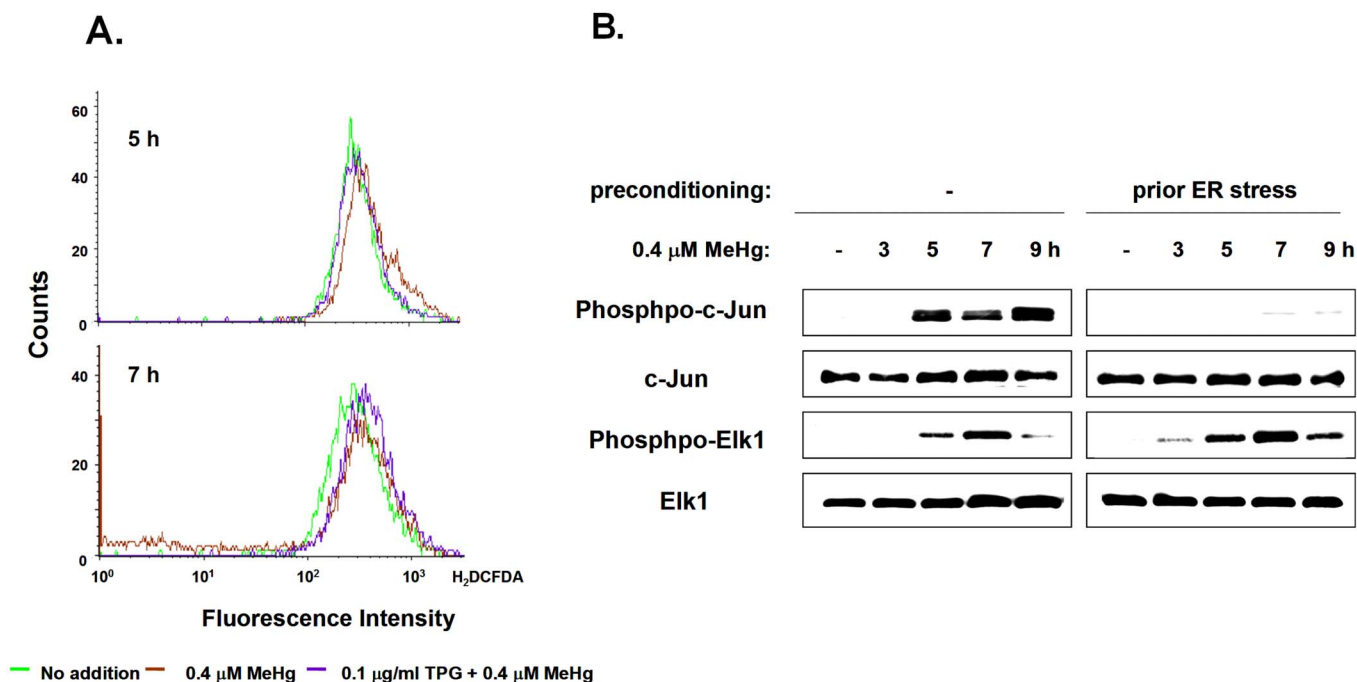 A.
60
40
20
0
5 h
40
20
0
7 h
Counts
10⁰ 10¹ 10² 10³ H₂DCFDA
Fluorescence Intensity
No addition 0.4 μM MeHg 0.1 μg/ml TPG + 0.4 μM MeHg
B.
preconditioning: - prior ER stress
0.4 μM MeHg: - 3 5 7 9 h - 3 5 7 9 h
Phosphpo-c-Jun
c-Jun
Phosphpo-Elk1
Elk1